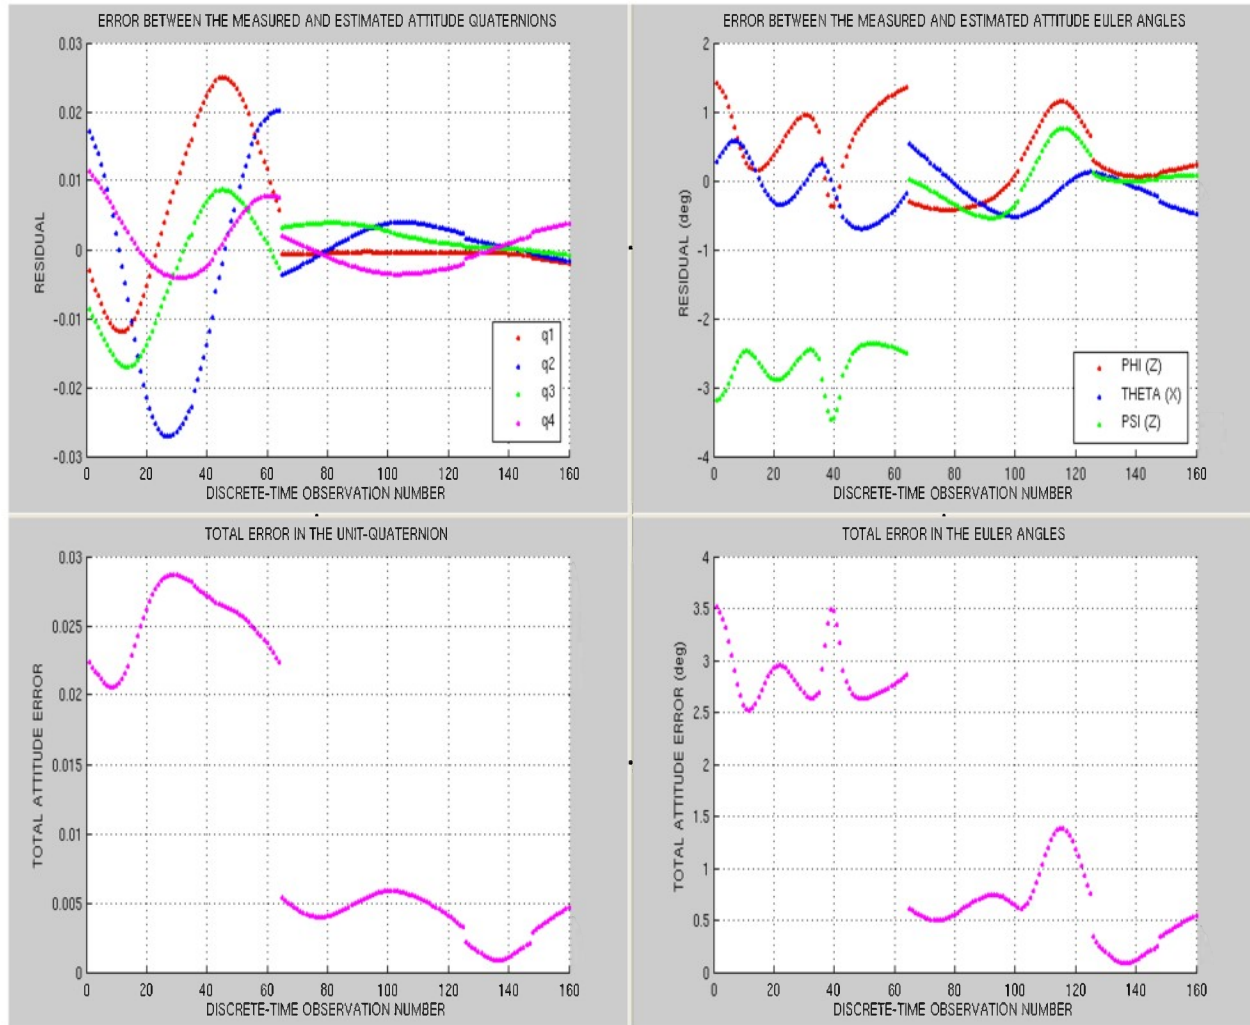 ERROR BETWEEN THE MEASURED AND ESTIMATED ATTITUDE QUATERNIONS
0.03
0.02
0.01
0
-0.01
-0.02
-0.03
RESIDUAL
q1
q2
q3
q4
0 20 40 60 80 100 120 140 160
DISCRETE-TIME OBSERVATION NUMBER
ERROR BETWEEN THE MEASURED AND ESTIMATED ATTITUDE EULER ANGLES
2
1
0
-1
-2
-3
-4
RESIDUAL (deg)
PHI (Z)
THETA (X)
PSI (Z)
0 20 40 60 80 100 120 140 160
DISCRETE-TIME OBSERVATION NUMBER
TOTAL ERROR IN THE UNIT-QUATERNION
0.03
0.025
0.02
0.015
0.01
0.005
0
TOTAL ATTITUDE ERROR
0 20 40 60 80 100 120 140 160
DISCRETE-TIME OBSERVATION NUMBER
TOTAL ERROR IN THE EULER ANGLES
4
3.5
3
2.5
2
1.5
1
0.5
0
TOTAL ATTITUDE ERROR (deg)
0 20 40 60 80 100 120 140 160
DISCRETE-TIME OBSERVATION NUMBER